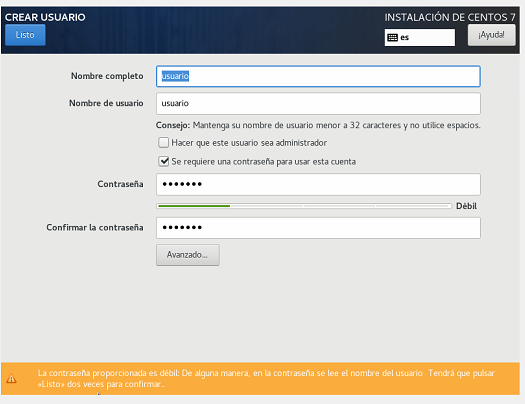 CREAR USUARIO
INSTALACIÓN DE CENTOS 7
Listo
es
¡Ayuda!
Nombre completo
usuario
Nombre de usuario
usuario
Consejo: Mantenga su nombre de usuario menor a 32 caracteres y no utilice espacios.
Hacer que este usuario sea administrador
Se requiere una contraseña para usar esta cuenta
Contraseña
•••••••
Débil
Confirmar la contraseña
•••••••
Avanzado...
La contraseña proporcionada es débil: De alguna manera, en la contraseña se lee el nombre del usuario Tendrá que pulsar
«Listo» dos veces para confirmar..